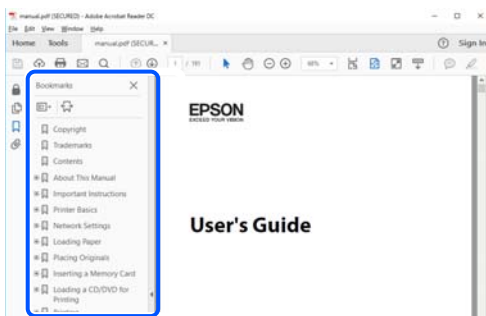 manual.pdf (SECURED) - Adobe Acrobat Reader DC
File Edit View Window Help
Home Tools manual.pdf (SECUR... × Sign In
1 / 191
Bookmarks
Copyright
Trademarks
Contents
About This Manual
Important Instructions
Printer Basics
Network Settings
Loading Paper
Placing Originals
Inserting a Memory Card
Loading a CD/DVD for
Printing
EPSON
EXCEED YOUR VISION
User's Guide